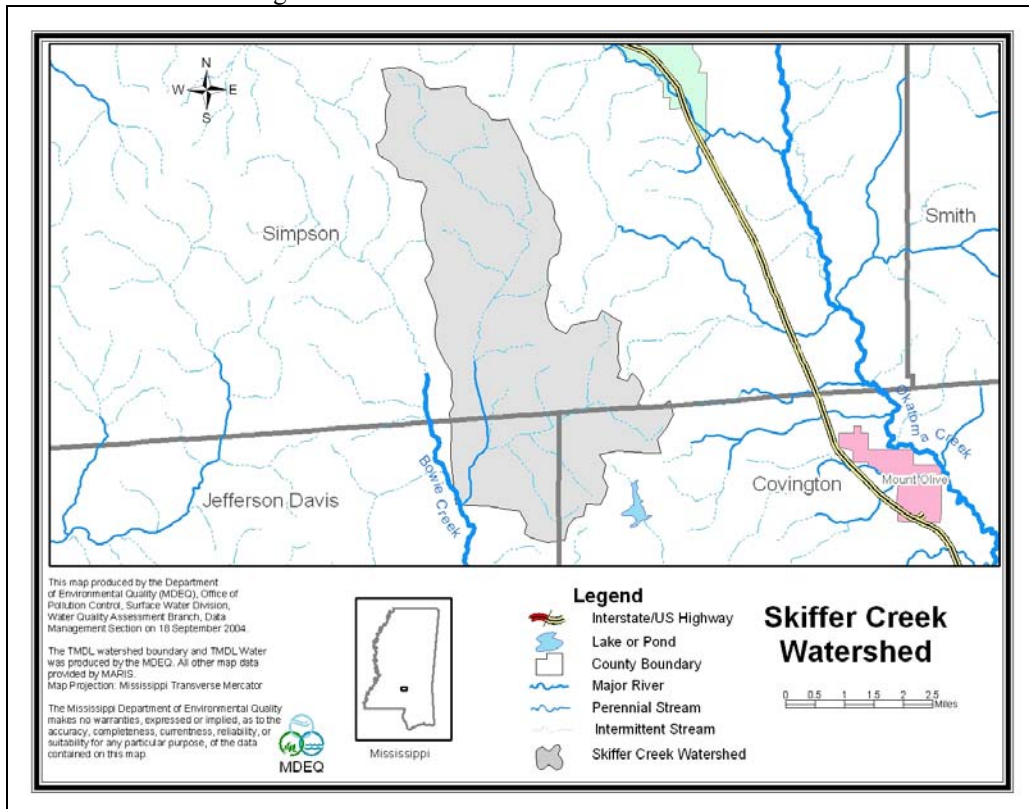 N
W E
S
Simpson
Smith
Okatoma Creek
Bowie Creek
Jefferson Davis
Covington
Mount Olive
This map produced by the Department
of Environmental Quality (MDEQ), Office of
Pollution Control, Surface Water Division,
Water Quality Assessment Branch, Data
Management Section on 18 September 2004.
The TMDL watershed boundary and TMDL Water
was produced by the MDEQ. All other map data
provided by MARIS.
Map Projection: Mississippi Transverse Mercator
The Mississippi Department of Environmental Quality
makes no warranties, expressed or implied, as to the
accuracy, completeness, currentness, reliability, or
suitability for any particular purpose, of the data
contained on this map.
MDEQ
Mississippi
Legend
Interstate/US Highway
Lake or Pond
County Boundary
Major River
Perennial Stream
Intermittent Stream
Skiffer Creek Watershed
Skiffer Creek
Watershed
0 0.5 1 1.5 2 2.5
Miles